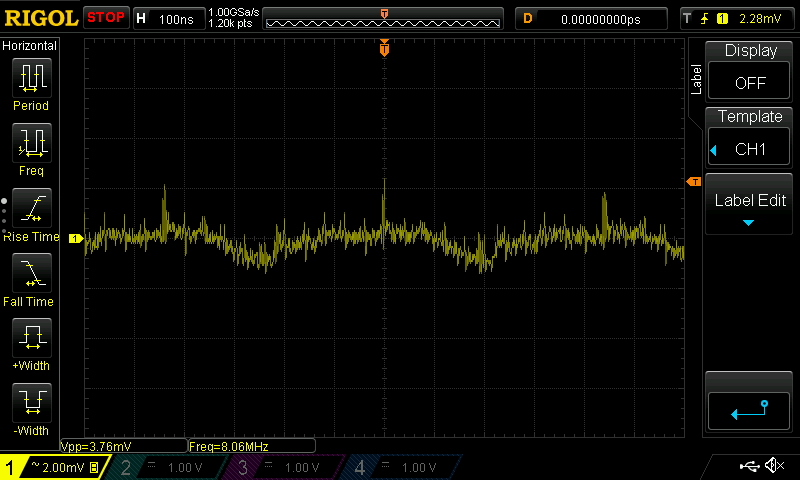 RIGOL STOP H 100ns 1.00GSa/s 1.20k pts T D 0.00000000ps T 1 2.28mV
Horizontal
Period
Freq
Rise Time
Fall Time
+Width
-Width
T
T
1
Label
Display
OFF
Template
CH1
Label Edit
Vpp=3.76mV Freq=8.06MHz
1 ~ 2.00mV B 2 1.00 V 3 1.00 V 4 1.00 V